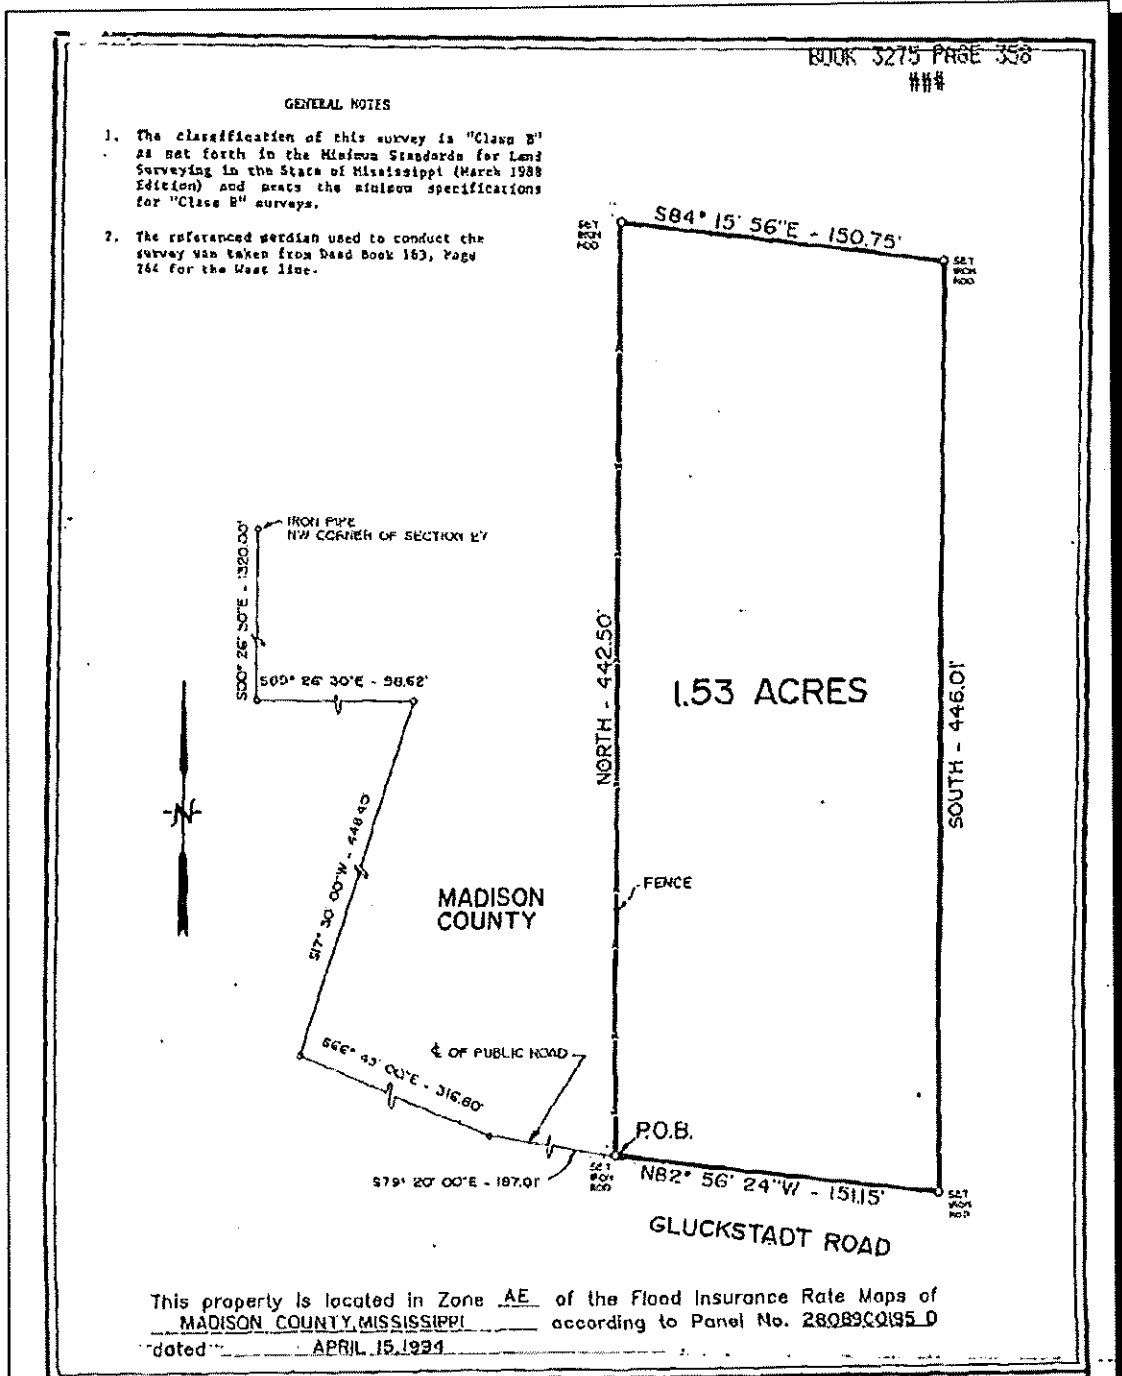 BOOK 3275 PAGE 358
###
GENERAL NOTES
1. The classification of this survey is "Class B"
as set forth in the Minimum Standards for Land
Surveying in the State of Mississippi (March 1988
Edition) and meets the minimum specifications
for "Class B" surveys.
2. The referenced merdian used to conduct the
survey was taken from Deed Book 163, Page
264 for the West line.
SET
IRON
ROD
S84° 15' 56"E - 150.75'
SET
IRON
ROD
IRON PIPE
NW CORNER OF SECTION 27
S00° 26' 30"E - 1320.00'
26' 30"E - 98.62'
NORTH - 442.50'
1.53 ACRES
SOUTH - 446.01'
N
S17° 30' 00"W - 448.
MADISON
COUNTY
FENCE
S66° 00"E - 316.80'
℄ OF PUBLIC ROAD
P.O.B.
S79° 20' 00"E - 187.01'
SET
IRON
ROD
N82° 56' 24"W - 151.15'
SET
IRON
ROD
GLUCKSTADT ROAD
This property is located in Zone AE of the Flood Insurance Rate Maps of
MADISON COUNTY, MISSISSIPPI according to Panel No. 28089C0195 D
dated APRIL 15, 1994